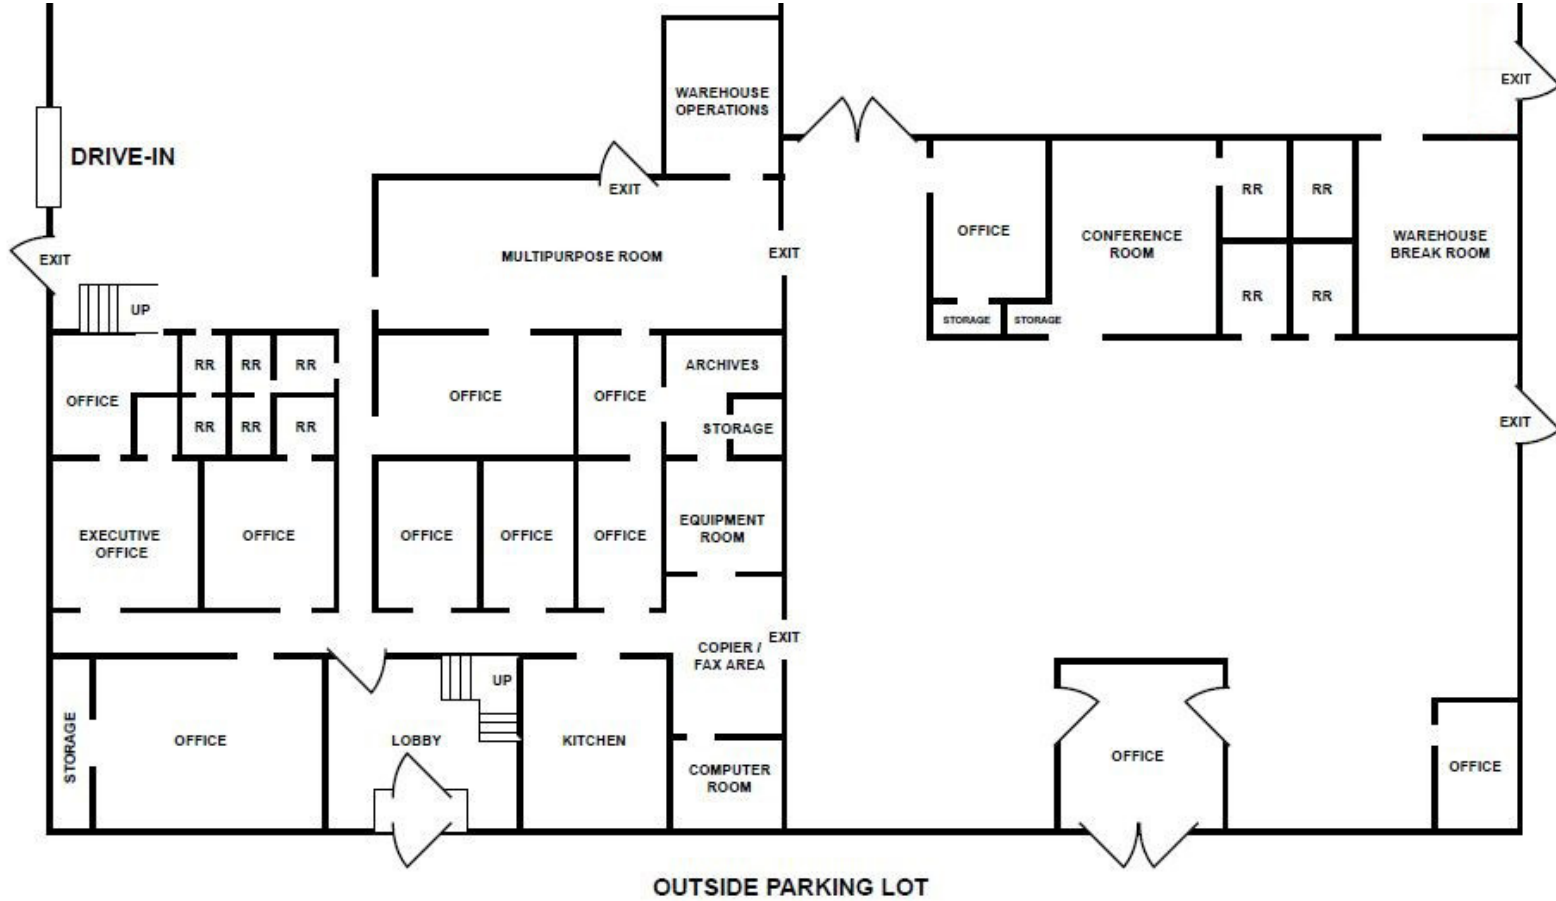 WAREHOUSE
OPERATIONS
EXIT
DRIVE-IN
EXIT
RR
RR
OFFICE
CONFERENCE
ROOM
WAREHOUSE
BREAK ROOM
MULTIPURPOSE ROOM
EXIT
EXIT
UP
RR
RR
STORAGE
STORAGE
RR
RR
RR
ARCHIVES
OFFICE
OFFICE
OFFICE
RR
RR
RR
STORAGE
EXIT
EXECUTIVE
OFFICE
OFFICE
OFFICE
OFFICE
OFFICE
EQUIPMENT
ROOM
COPIER /
FAX AREA
EXIT
UP
STORAGE
OFFICE
LOBBY
KITCHEN
COMPUTER
ROOM
OFFICE
OFFICE
OUTSIDE PARKING LOT